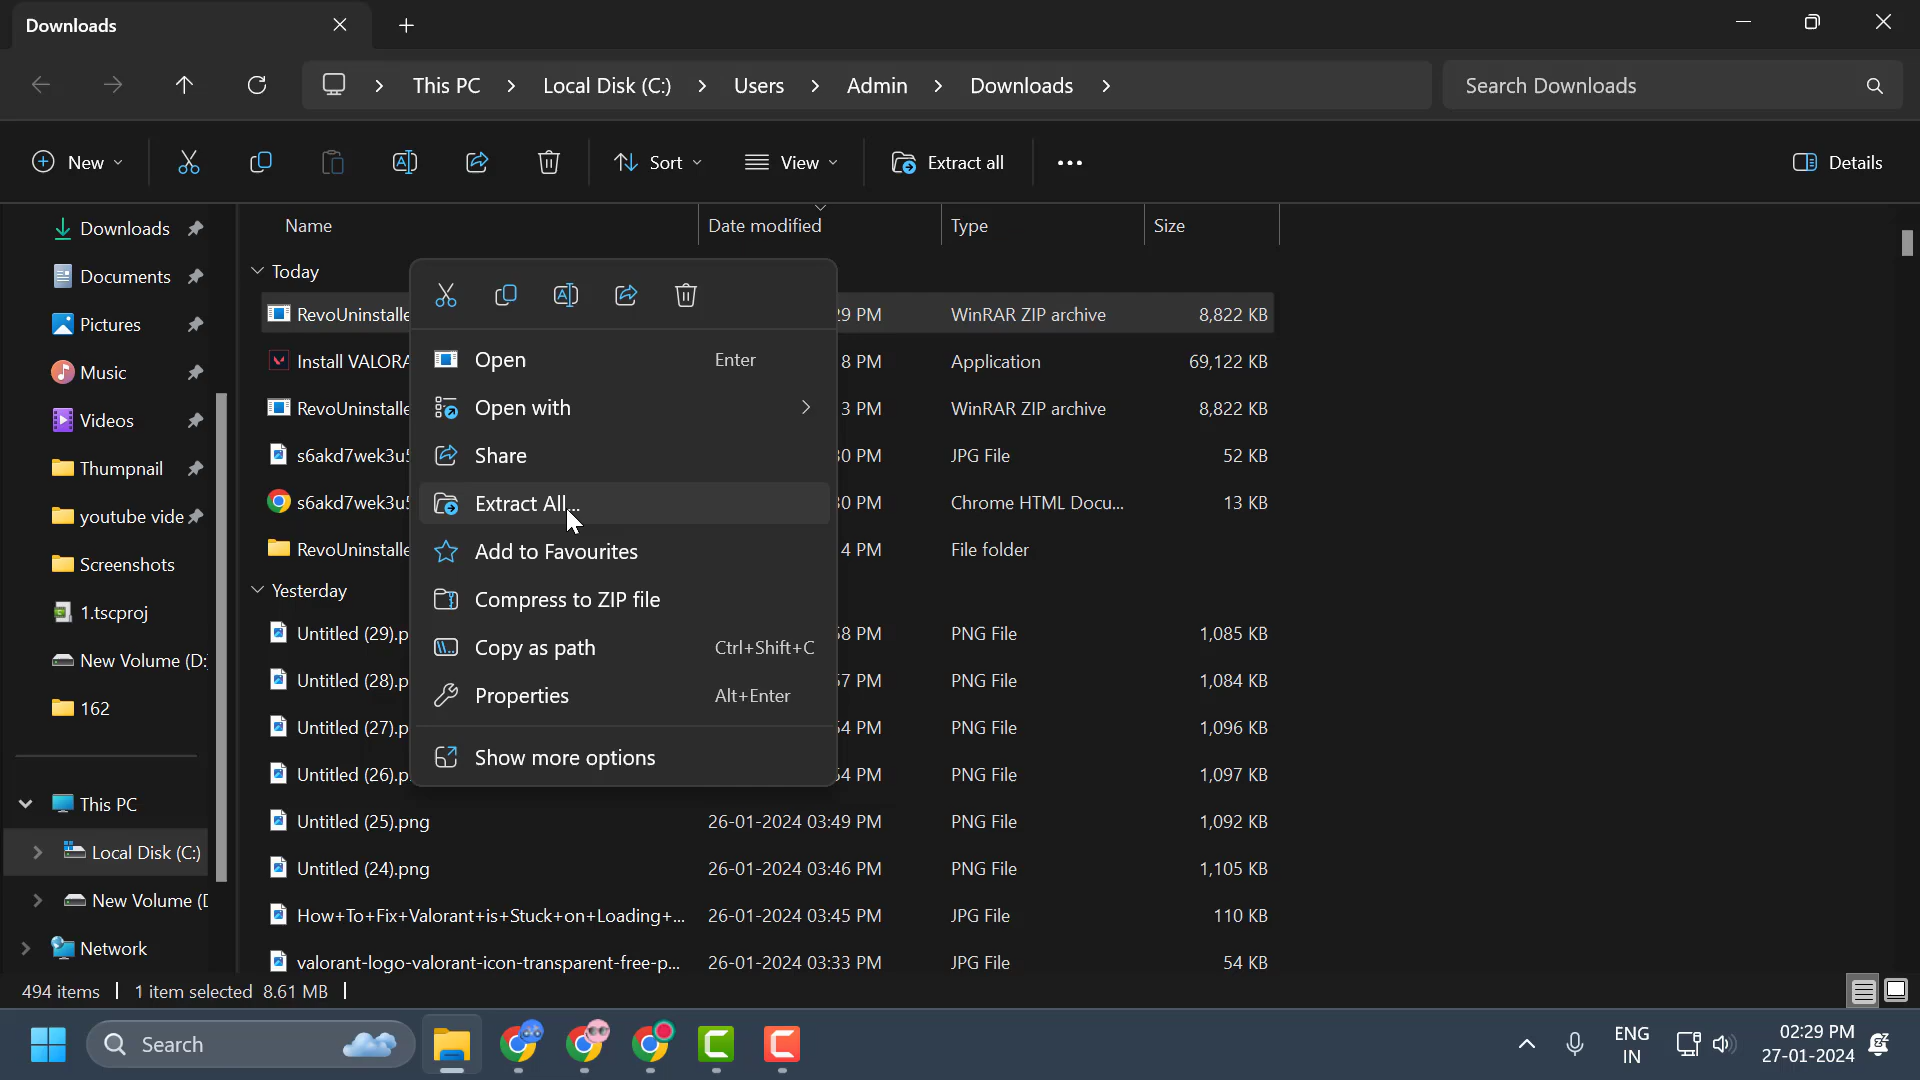 Downloads
This PC > Local Disk (C:) > Users > Admin > Downloads >
Search Downloads
New
Sort
View
Extract all
Details
Downloads
Documents
Pictures
Music
Videos
Thumpnail
youtube vide
Screenshots
1.tscproj
New Volume (D:
162
This PC
Local Disk (C:)
New Volume (D
Network
Name Date modified Type Size
Today
RevoUninstalle 29 PM WinRAR ZIP archive 8,822 KB
Install VALORA 8 PM Application 69,122 KB
RevoUninstalle 3 PM WinRAR ZIP archive 8,822 KB
s6akd7wek3u 30 PM JPG File 52 KB
s6akd7wek3u 30 PM Chrome HTML Docu... 13 KB
RevoUninstalle 4 PM File folder
Yesterday
Untitled (29).p 58 PM PNG File 1,085 KB
Untitled (28).p 57 PM PNG File 1,084 KB
Untitled (27).p 54 PM PNG File 1,096 KB
Untitled (26).p 54 PM PNG File 1,097 KB
Untitled (25).png 26-01-2024 03:49 PM PNG File 1,092 KB
Untitled (24).png 26-01-2024 03:46 PM PNG File 1,105 KB
How+To+Fix+Valorant+is+Stuck+on+Loading+... 26-01-2024 03:45 PM JPG File 110 KB
valorant-logo-valorant-icon-transparent-free-p... 26-01-2024 03:33 PM JPG File 54 KB
Open Enter
Open with
Share
Extract All...
Add to Favourites
Compress to ZIP file
Copy as path Ctrl+Shift+C
Properties Alt+Enter
Show more options
494 items 1 item selected 8.61 MB
Search
ENG
IN
02:29 PM
27-01-2024